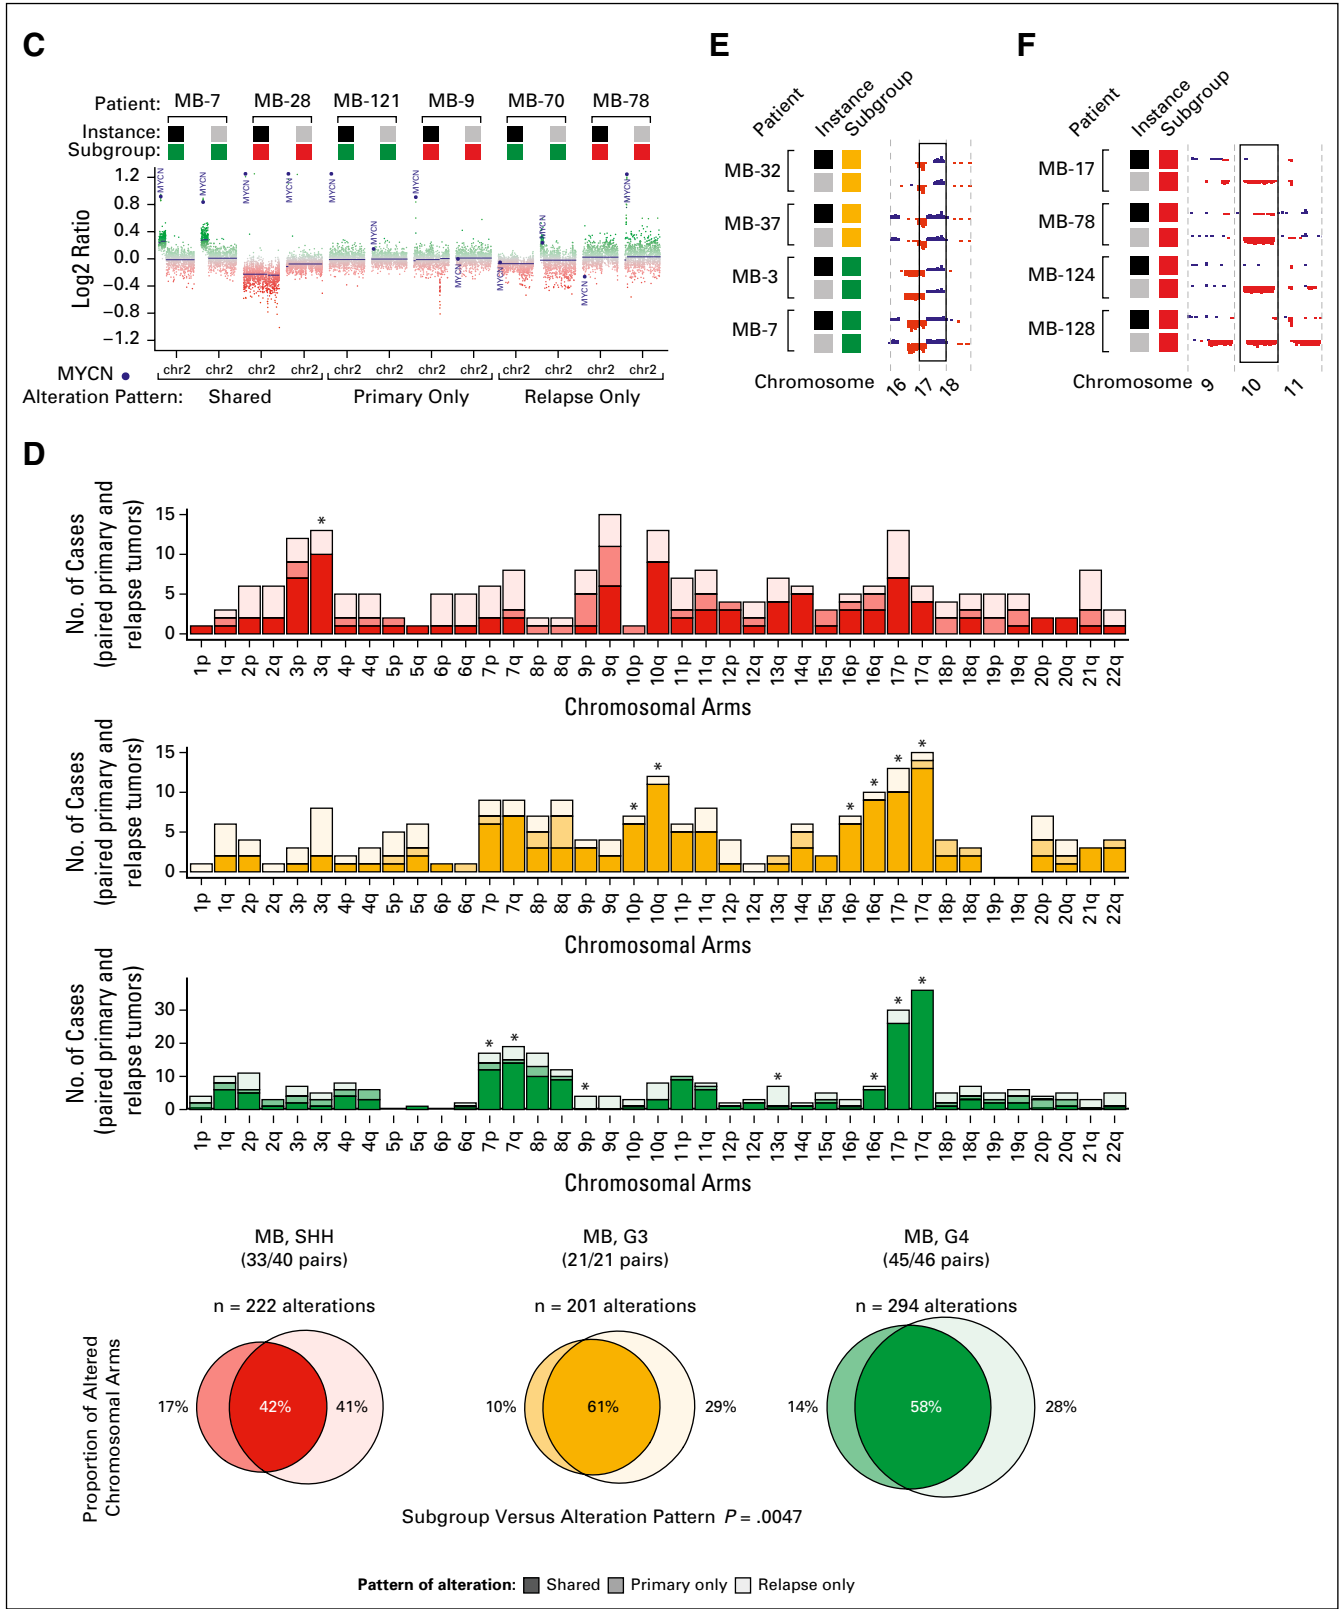 C
Patient: MB-7 MB-28 MB-121 MB-9 MB-70 MB-78
Instance:
Subgroup:
Log2 Ratio
1.2
0.8
0.4
0.0
−0.4
−0.8
−1.2
MYCN MYCN MYCN MYCN MYCN MYCN MYCN MYCN MYCN MYCN MYCN MYCN
chr2 chr2 chr2 chr2 chr2 chr2 chr2 chr2 chr2 chr2 chr2 chr2
MYCN
Alteration Pattern: Shared Primary Only Relapse Only
E
Patient Instance Subgroup
MB-32
MB-37
MB-3
MB-7
Chromosome 16 17 18
F
Patient Instance Subgroup
MB-17
MB-78
MB-124
MB-128
Chromosome 9 10 11
D
No. of Cases
(paired primary and
relapse tumors)
15
10
5
0
*
1p 1q 2p 2q 3p 3q 4p 4q 5p 5q 6p 6q 7p 7q 8p 8q 9p 9q 10p 10q 11p 11q 12p 12q 13q 14q 15q 16p 16q 17p 17q 18p 18q 19p 19q 20p 20q 21q 22q
Chromosomal Arms
No. of Cases
(paired primary and
relapse tumors)
15
10
5
0
* * * * * *
1p 1q 2p 2q 3p 3q 4p 4q 5p 5q 6p 6q 7p 7q 8p 8q 9p 9q 10p 10q 11p 11q 12p 12q 13q 14q 15q 16p 16q 17p 17q 18p 18q 19p 19q 20p 20q 21q 22q
Chromosomal Arms
No. of Cases
(paired primary and
relapse tumors)
30
20
10
0
* * * * * * *
1p 1q 2p 2q 3p 3q 4p 4q 5p 5q 6p 6q 7p 7q 8p 8q 9p 9q 10p 10q 11p 11q 12p 12q 13q 14q 15q 16p 16q 17p 17q 18p 18q 19p 19q 20p 20q 21q 22q
Chromosomal Arms
Proportion of Altered
Chromosomal Arms
MB, SHH
(33/40 pairs)
n = 222 alterations
17% 42% 41%
MB, G3
(21/21 pairs)
n = 201 alterations
10% 61% 29%
MB, G4
(45/46 pairs)
n = 294 alterations
14% 58% 28%
Subgroup Versus Alteration Pattern P = .0047
Pattern of alteration: Shared Primary only Relapse only